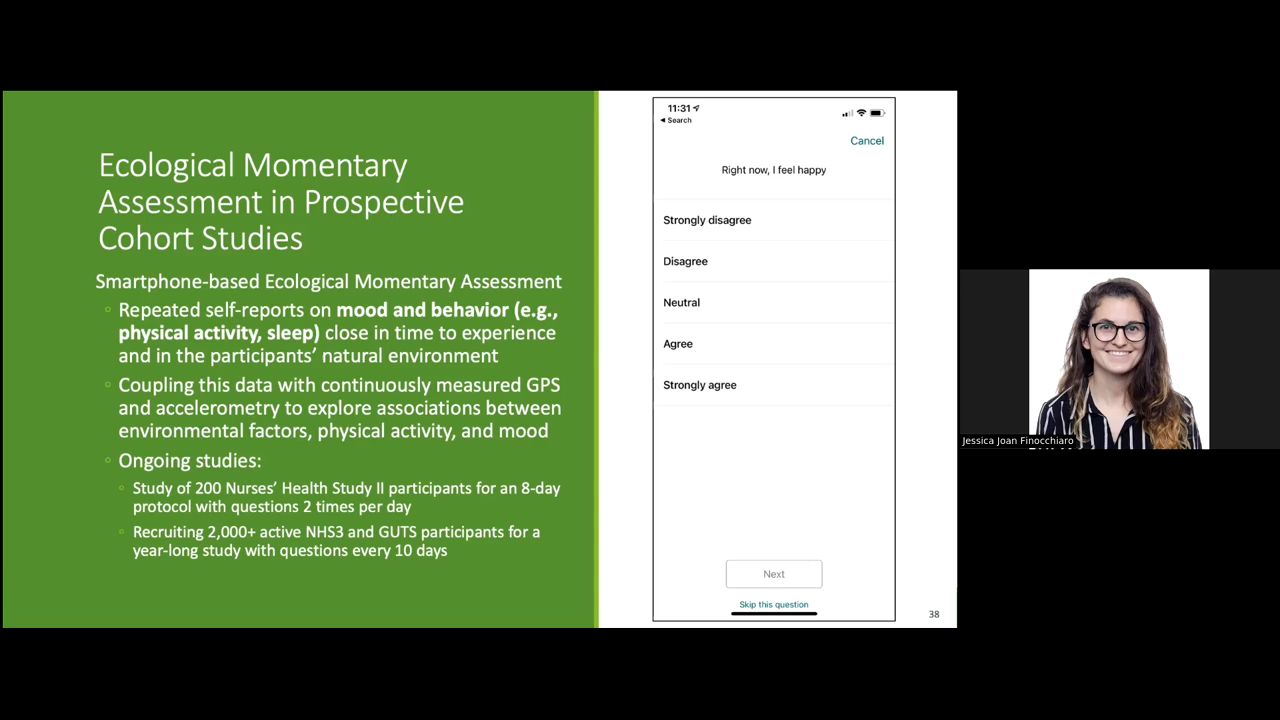 Ecological Momentary
Assessment in Prospective
Cohort Studies
Smartphone-based Ecological Momentary Assessment
Repeated self-reports on mood and behavior (e.g.,
physical activity, sleep) close in time to experience
and in the participants’ natural environment
Coupling this data with continuously measured GPS
and accelerometry to explore associations between
environmental factors, physical activity, and mood
Ongoing studies:
Study of 200 Nurses’ Health Study II participants for an 8-day
protocol with questions 2 times per day
Recruiting 2,000+ active NHS3 and GUTS participants for a
year-long study with questions every 10 days
11:31
Search
Cancel
Right now, I feel happy
Strongly disagree
Disagree
Neutral
Agree
Strongly agree
Next
Skip this question
38
Jessica Joan Finocchiaro